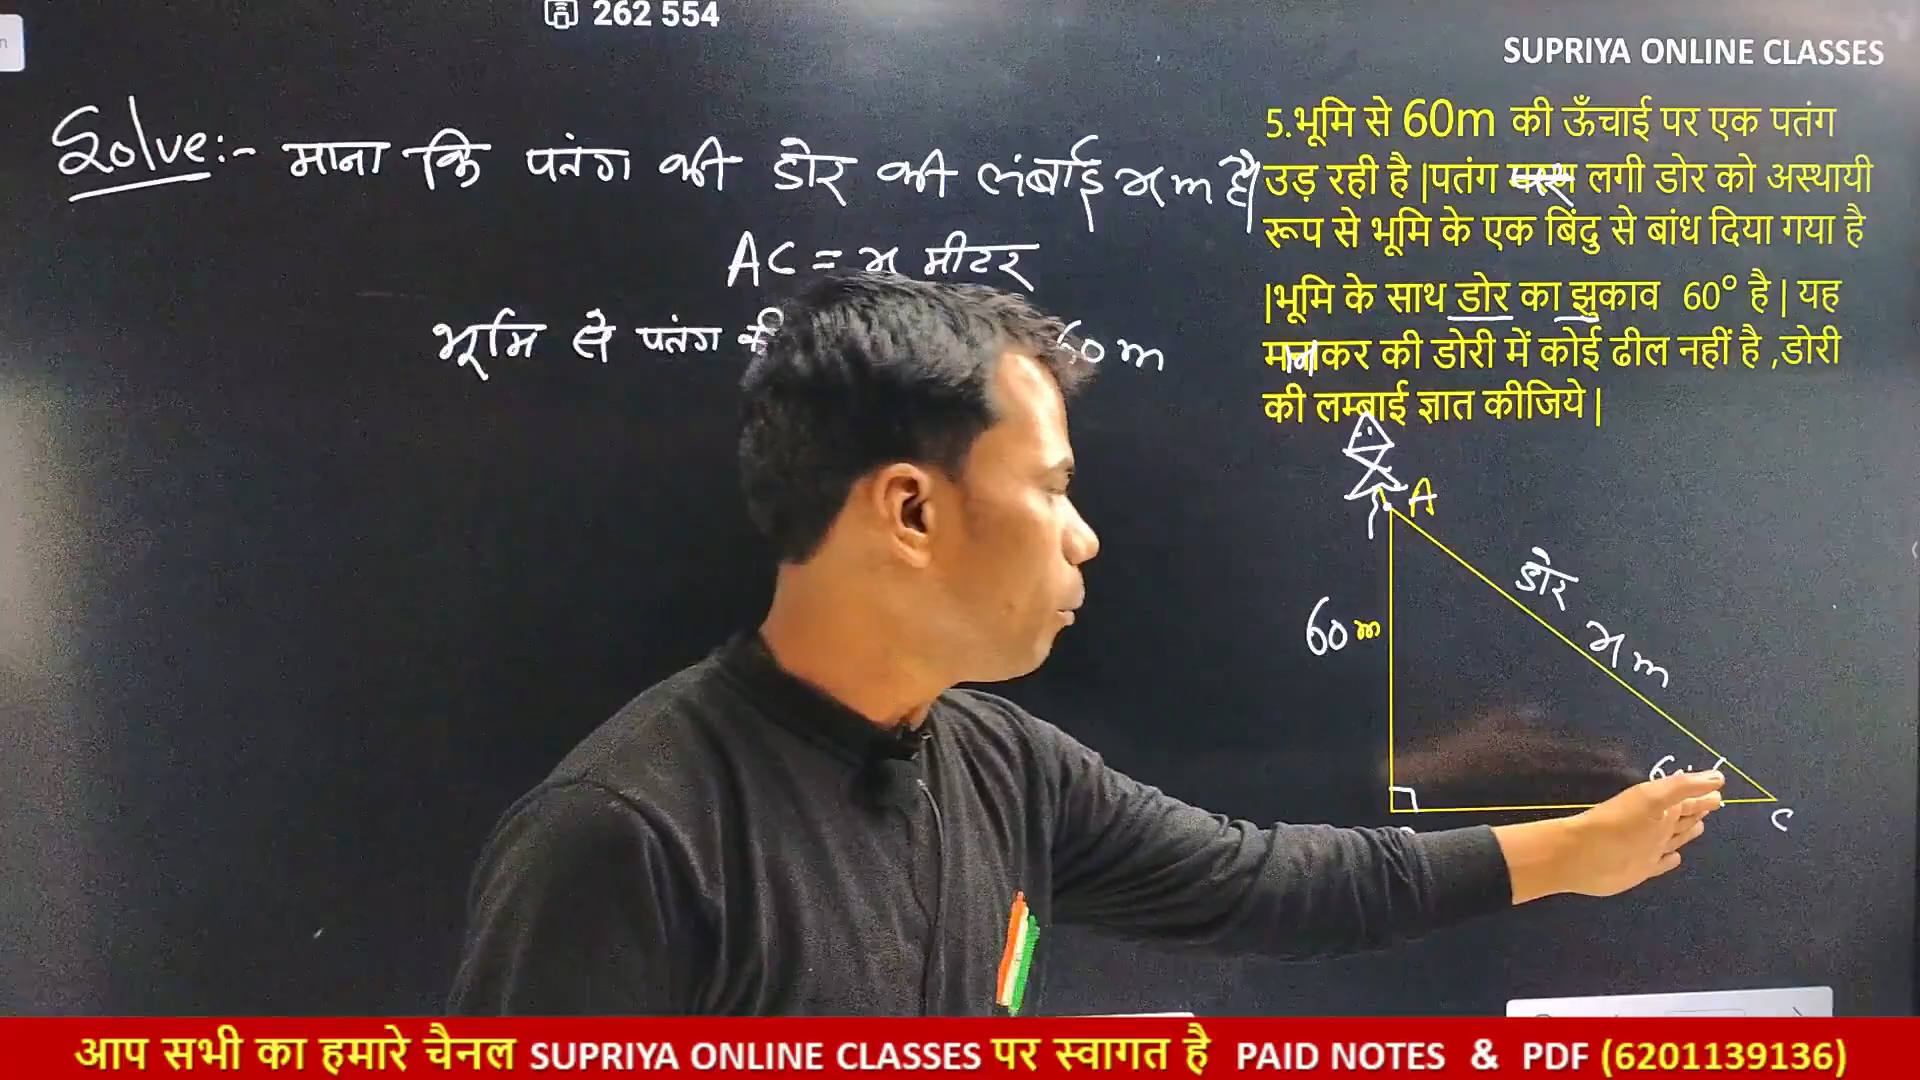 262 554
SUPRIYA ONLINE CLASSES
Solve:- माना कि पतंग की डोर की लंबाई x m है|
AC = x मीटर
भूमि से पतंग की 60 m
5.भूमि से 60m की ऊँचाई पर एक पतंग
उड़ रही है |पतंग लगी डोर को अस्थायी
रूप से भूमि के एक बिंदु से बांध दिया गया है
|भूमि के साथ डोर का झुकाव 60° है | यह
मानकर की डोरी में कोई ढील नहीं है ,डोरी
की लम्बाई ज्ञात कीजिये |
A
डोर
60 m
x m
C
आप सभी का हमारे चैनल SUPRIYA ONLINE CLASSES पर स्वागत है PAID NOTES & PDF (6201139136)